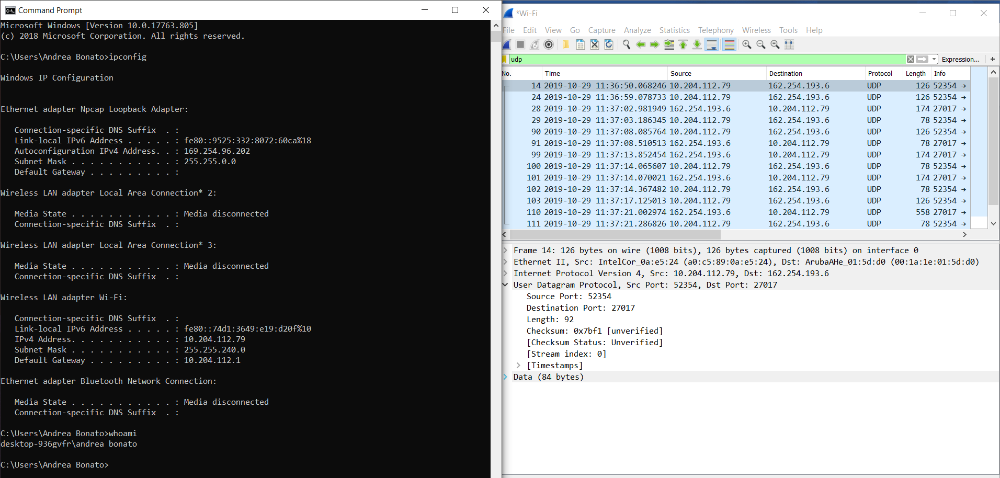 Command Prompt
Microsoft Windows [Version 10.0.17763.805]
(c) 2018 Microsoft Corporation. All rights reserved.
C:\Users\Andrea Bonato>ipconfig
Windows IP Configuration
Ethernet adapter Npcap Loopback Adapter:
Connection-specific DNS Suffix  . :
Link-local IPv6 Address . . . . . : fe80::9525:332:8072:60ca%18
Autoconfiguration IPv4 Address. . : 169.254.96.202
Subnet Mask . . . . . . . . . . . : 255.255.0.0
Default Gateway . . . . . . . . . :
Wireless LAN adapter Local Area Connection* 2:
Media State . . . . . . . . . . . : Media disconnected
Connection-specific DNS Suffix  . :
Wireless LAN adapter Local Area Connection* 3:
Media State . . . . . . . . . . . : Media disconnected
Connection-specific DNS Suffix  . :
Wireless LAN adapter Wi-Fi:
Connection-specific DNS Suffix  . :
Link-local IPv6 Address . . . . . : fe80::74d1:3649:e19:d20f%10
IPv4 Address. . . . . . . . . . . : 10.204.112.79
Subnet Mask . . . . . . . . . . . : 255.255.240.0
Default Gateway . . . . . . . . . : 10.204.112.1
Ethernet adapter Bluetooth Network Connection:
Media State . . . . . . . . . . . : Media disconnected
Connection-specific DNS Suffix  . :
C:\Users\Andrea Bonato>whoami
desktop-936gvfr\andrea bonato
C:\Users\Andrea Bonato>
*Wi-Fi
File Edit View Go Capture Analyze Statistics Telephony Wireless Tools Help
udp Expression... +
No. Time Source Destination Protocol Length Info
14 2019-10-29 11:36:50.068246 10.204.112.79 162.254.193.6 UDP 126 52354 →
24 2019-10-29 11:36:59.078733 10.204.112.79 162.254.193.6 UDP 126 52354 →
28 2019-10-29 11:37:02.981949 162.254.193.6 10.204.112.79 UDP 174 27017 →
29 2019-10-29 11:37:03.186345 10.204.112.79 162.254.193.6 UDP 78 52354 →
90 2019-10-29 11:37:08.085764 10.204.112.79 162.254.193.6 UDP 126 52354 →
91 2019-10-29 11:37:08.510513 162.254.193.6 10.204.112.79 UDP 78 27017 →
99 2019-10-29 11:37:13.852454 162.254.193.6 10.204.112.79 UDP 174 27017 →
100 2019-10-29 11:37:14.065607 10.204.112.79 162.254.193.6 UDP 78 52354 →
101 2019-10-29 11:37:14.070021 162.254.193.6 10.204.112.79 UDP 174 27017 →
102 2019-10-29 11:37:14.367482 10.204.112.79 162.254.193.6 UDP 78 52354 →
103 2019-10-29 11:37:17.125013 10.204.112.79 162.254.193.6 UDP 126 52354 →
110 2019-10-29 11:37:21.002974 162.254.193.6 10.204.112.79 UDP 558 27017 →
111 2019-10-29 11:37:21.286826 10.204.112.79 162.254.193.6 UDP 78 52354 →
Frame 14: 126 bytes on wire (1008 bits), 126 bytes captured (1008 bits) on interface 0
Ethernet II, Src: IntelCor_0a:e5:24 (a0:c5:89:0a:e5:24), Dst: ArubaAHe_01:5d:d0 (00:1a:1e:01:5d:d0)
Internet Protocol Version 4, Src: 10.204.112.79, Dst: 162.254.193.6
User Datagram Protocol, Src Port: 52354, Dst Port: 27017
Source Port: 52354
Destination Port: 27017
Length: 92
Checksum: 0x7bf1 [unverified]
[Checksum Status: Unverified]
[Stream index: 0]
[Timestamps]
Data (84 bytes)